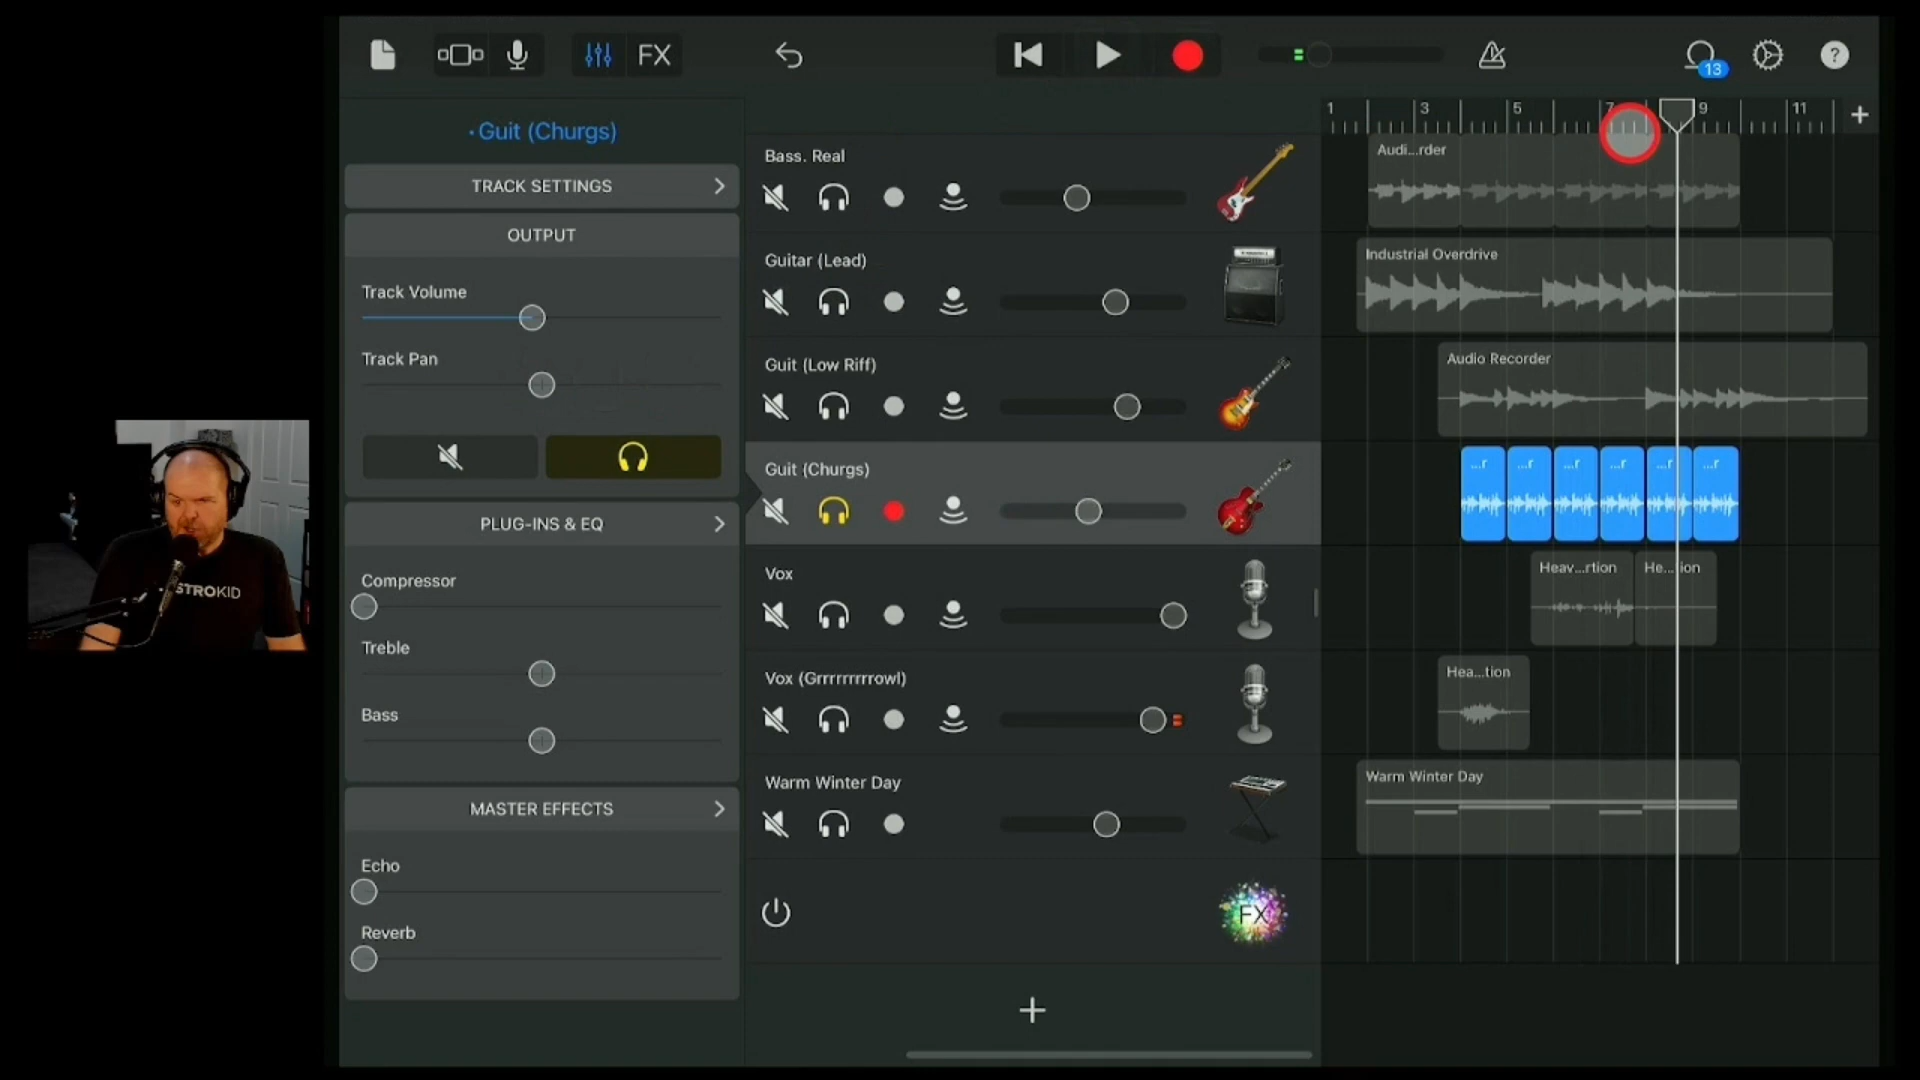 FX
13
?
• Guit (Churgs)
TRACK SETTINGS
OUTPUT
Track Volume
Track Pan
PLUG-INS & EQ
Compressor
Treble
Bass
MASTER EFFECTS
Echo
Reverb
Bass. Real
Guitar (Lead)
Guit (Low Riff)
Guit (Churgs)
Vox
Vox (Grrrrrrrrowl)
Warm Winter Day
FX
+
1 3 5 7 9 11 +
Audi...rder
Industrial Overdrive
Audio Recorder
...r ...r ...r ...r ...r ...r
Heav...rtion He...ion
Hea...tion
Warm Winter Day
STROKID